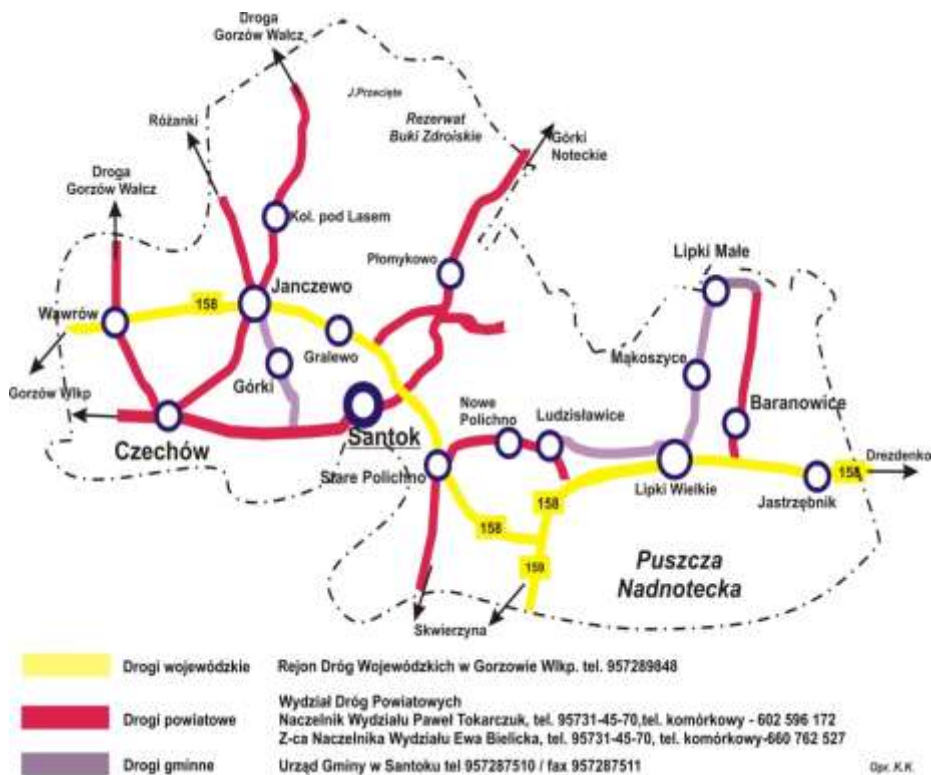 Droga
Gorzów Wałcz
J.Przecięte
Rezerwat
Buki Zdroiskie
Różanki
Górki
Noteckie
Droga
Gorzów Wałcz
Kol. pod Lasem
Płomykowo
Lipki Małe
Janczewo
158
Wawrów
Gralewo
Mąkoszyce
Górki
Gorzów Wlkp
Nowe
Polichno
Ludzisławice
Baranowice
Czechów
Santok
Drezdenko
Stare Polichno
Lipki Wielkie
158
Jastrzębnik
158
158
159
Puszcza
Nadnotecka
Skwierzyna
Drogi wojewódzkie
Rejon Dróg Wojewódzkich w Gorzowie Wlkp. tel. 957289848
Drogi powiatowe
Wydział Dróg Powiatowych
Naczelnik Wydziału Paweł Tokarczuk, tel. 95731-45-70,tel. komórkowy - 602 596 172
Z-ca Naczelnika Wydziału Ewa Bielicka, tel. 95731-45-70, tel. komórkowy-660 762 527
Drogi gminne
Urząd Gminy w Santoku tel 957287510 / fax 957287511
Opr. K.K.